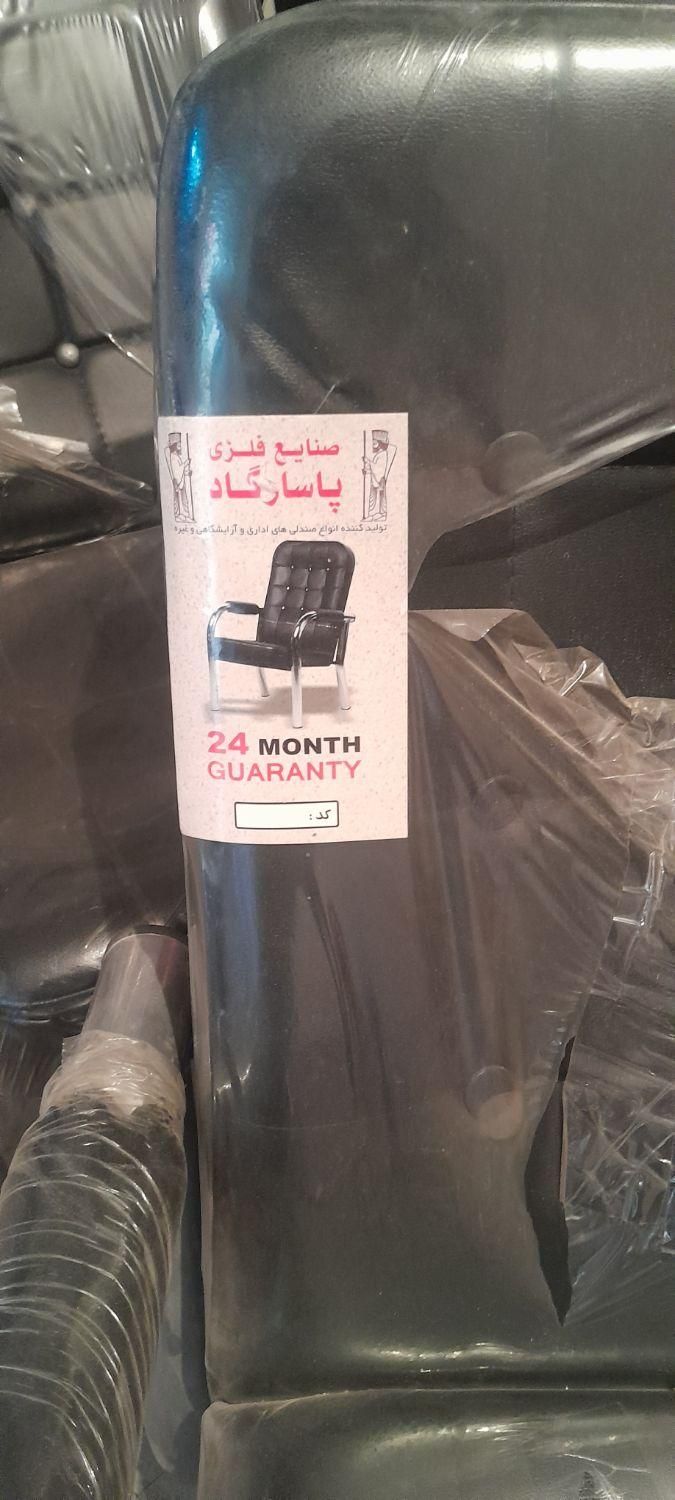 صنایع فلزی
پاسارگاد
تولید کننده انواع صندلی های اداری و آرایشگاهی و غیره
24 MONTH
GUARANTY
کد :